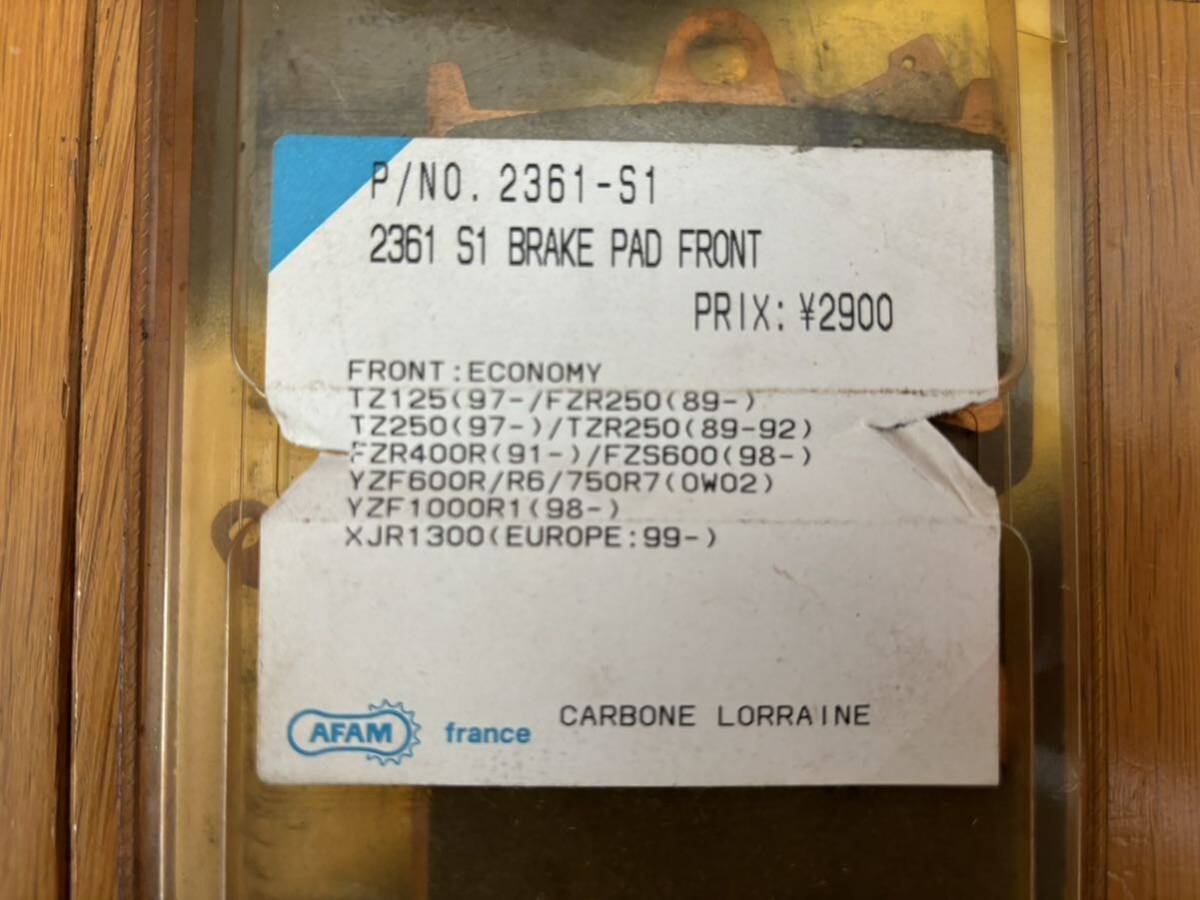 P/NO. 2361-S1
2361 S1 BRAKE PAD FRONT
PRIX: ¥2900
FRONT:ECONOMY
TZ125(97-/FZR250(89-)
TZ250(97-)/TZR250(89-92)
FZR400R(91-)/FZS600(98-)
YZF600R/R6/750R7(0W02)
YZF1000R1(98-)
XJR1300(EUROPE:99-)
AFAM france CARBONE LORRAINE